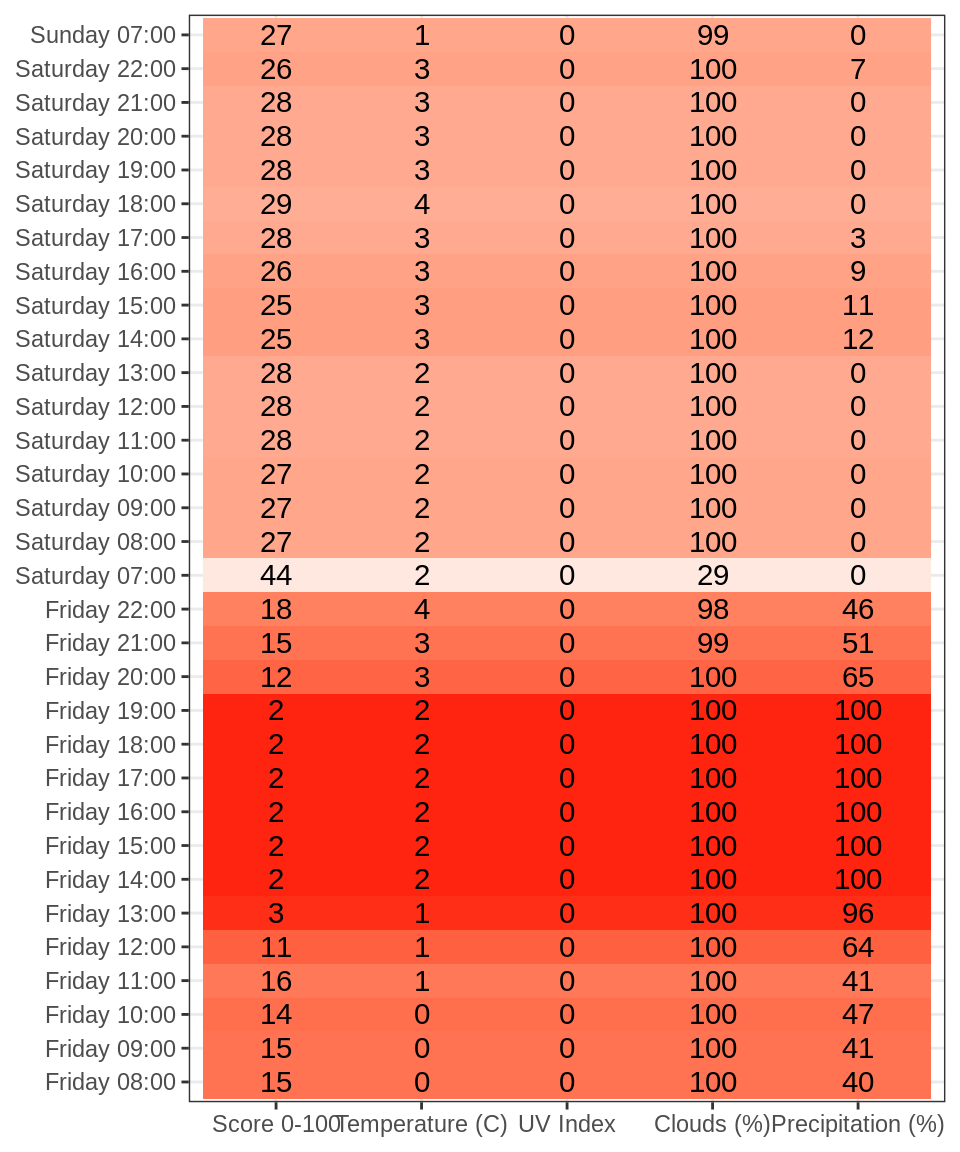 Sunday 07:00 27 1 0 99 0
Saturday 22:00 26 3 0 100 7
Saturday 21:00 28 3 0 100 0
Saturday 20:00 28 3 0 100 0
Saturday 19:00 28 3 0 100 0
Saturday 18:00 29 4 0 100 0
Saturday 17:00 28 3 0 100 3
Saturday 16:00 26 3 0 100 9
Saturday 15:00 25 3 0 100 11
Saturday 14:00 25 3 0 100 12
Saturday 13:00 28 2 0 100 0
Saturday 12:00 28 2 0 100 0
Saturday 11:00 28 2 0 100 0
Saturday 10:00 27 2 0 100 0
Saturday 09:00 27 2 0 100 0
Saturday 08:00 27 2 0 100 0
Saturday 07:00 44 2 0 29 0
Friday 22:00 18 4 0 98 46
Friday 21:00 15 3 0 99 51
Friday 20:00 12 3 0 100 65
Friday 19:00 2 2 0 100 100
Friday 18:00 2 2 0 100 100
Friday 17:00 2 2 0 100 100
Friday 16:00 2 2 0 100 100
Friday 15:00 2 2 0 100 100
Friday 14:00 2 2 0 100 100
Friday 13:00 3 1 0 100 96
Friday 12:00 11 1 0 100 64
Friday 11:00 16 1 0 100 41
Friday 10:00 14 0 0 100 47
Friday 09:00 15 0 0 100 41
Friday 08:00 15 0 0 100 40
Score 0-100 Temperature (C) UV Index Clouds (%) Precipitation (%)